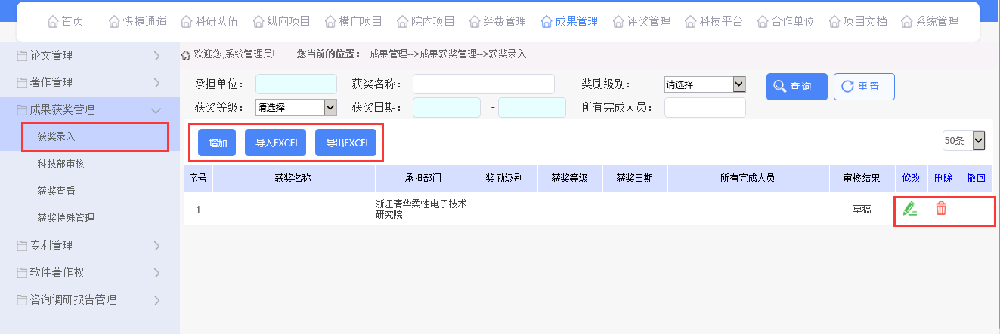 首页 快捷通道 科研队伍 纵向项目 横向项目 院内项目 经费管理 成果管理 评奖管理 科技平台 合作单位 项目文档 系统管理
论文管理
著作管理
成果获奖管理
获奖录入
科技部审核
获奖查看
获奖特殊管理
专利管理
软件著作权
咨询调研报告管理
欢迎您,系统管理员! 您当前的位置: 成果管理-->成果获奖管理-->获奖录入
承担单位: 获奖名称: 奖励级别: 请选择 查询 重置
获奖等级: 请选择 获奖日期: - 所有完成人员:
增加 导入EXCEL 导出EXCEL 50条
序号 获奖名称 承担部门 奖励级别 获奖等级 获奖日期 所有完成人员 审核结果 修改 删除 撤回
1 浙江清华柔性电子技术 草稿
研究院